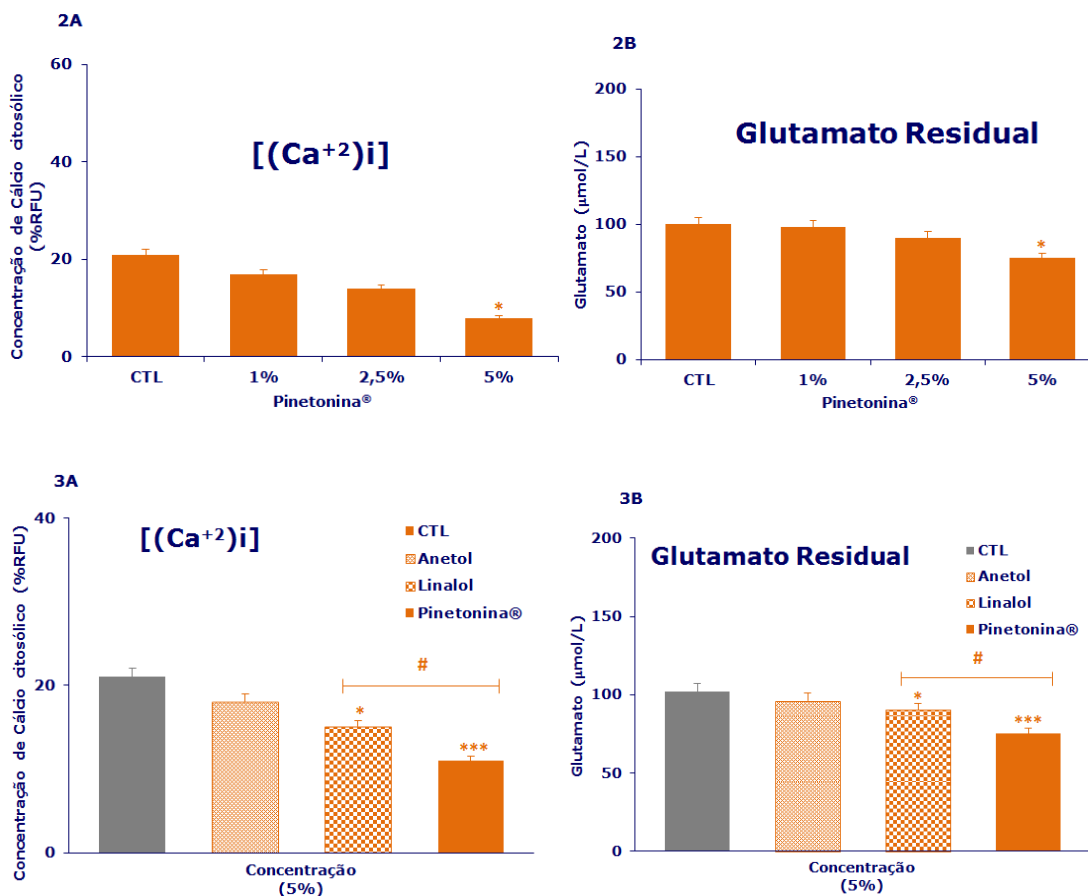 2A
Concentração de Cálcio citosólico
(%RFU)
60
40
20
0
[(Ca⁺²)i]
*
CTL 1% 2,5% 5%
Pinetonina®
2B
Glutamato (µmol/L)
200
150
100
50
0
Glutamato Residual
*
CTL 1% 2,5% 5%
Pinetonina®
3A
Concentração de Cálcio citosólico (%RFU)
40
20
0
[(Ca⁺²)i]
CTL
Anetol
Linalol
Pinetonina®
#
*
***
Concentração
(5%)
3B
Glutamato (µmol/L)
200
150
100
50
0
Glutamato Residual
CTL
Anetol
Linalol
Pinetonina®
#
*
***
Concentração
(5%)